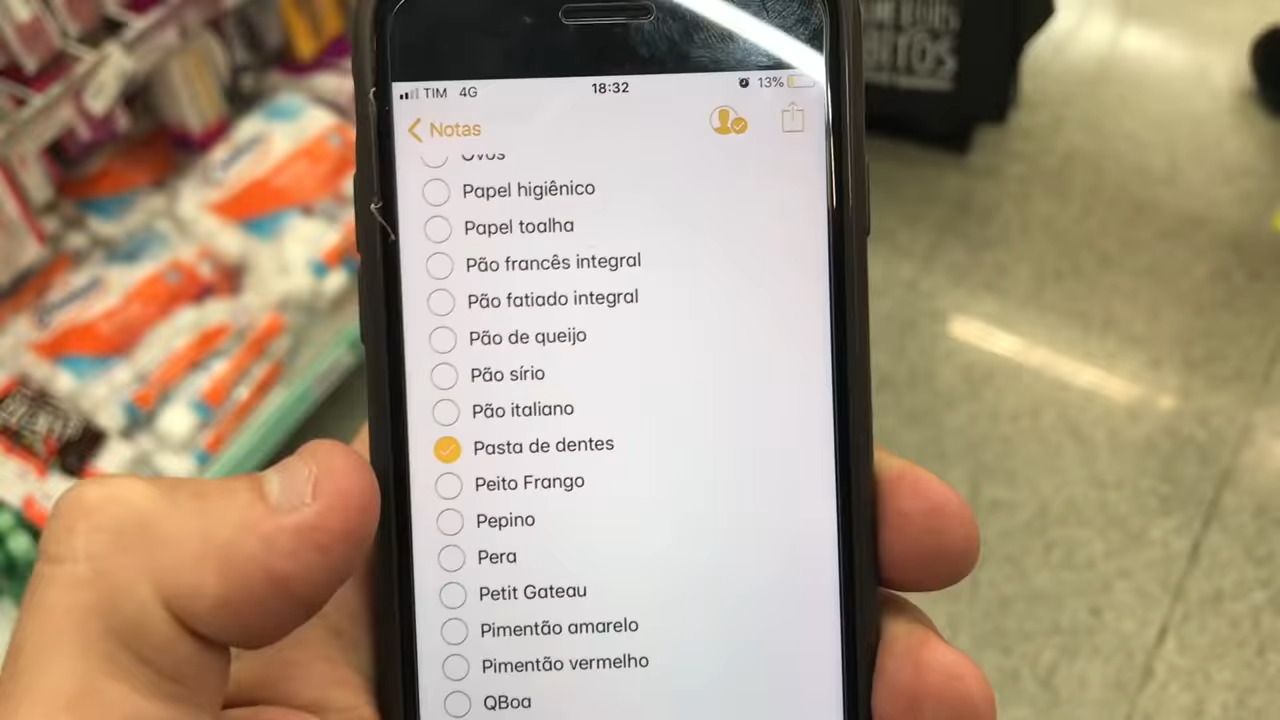 TIM 4G 18:32 13%
Notas
Ovos
Papel higiênico
Papel toalha
Pão francês integral
Pão fatiado integral
Pão de queijo
Pão sírio
Pão italiano
Pasta de dentes
Peito Frango
Pepino
Pera
Petit Gateau
Pimentão amarelo
Pimentão vermelho
QBoa